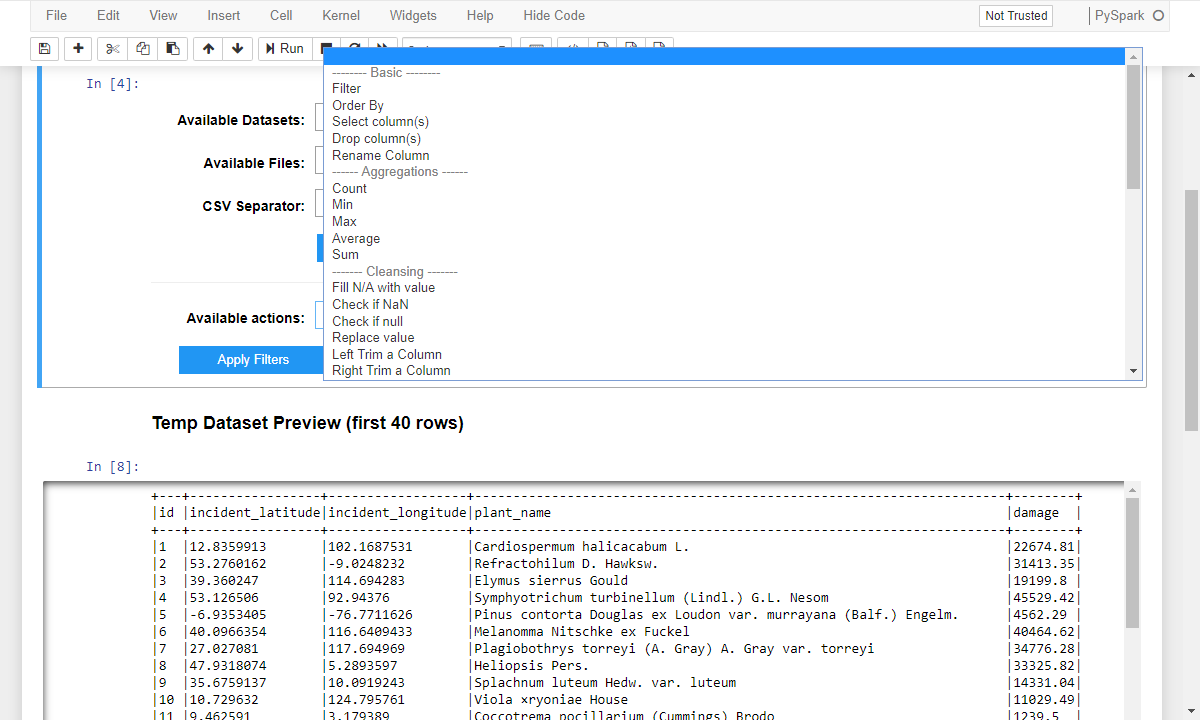 File Edit View Insert Cell Kernel Widgets Help Hide Code Not Trusted PySpark
Run
In [4]:
-------- Basic --------
Filter
Order By
Available Datasets:
Select column(s)
Drop column(s)
Available Files:
Rename Column
------ Aggregations ------
Count
CSV Separator:
Min
Max
Average
Sum
------- Cleansing -------
Fill N/A with value
Check if NaN
Available actions:
Check if null
Replace value
Apply Filters
Left Trim a Column
Right Trim a Column
Temp Dataset Preview (first 40 rows)
In [8]:
|id |incident_latitude|incident_longitude|plant_name |damage |
|1 |12.8359913 |102.1687531 |Cardiospermum halicacabum L. |22674.81|
|2 |53.2760162 |-9.0248232 |Refractohilum D. Hawksw. |31413.35|
|3 |39.360247 |114.694283 |Elymus sierrus Gould |19199.8 |
|4 |53.126506 |92.94376 |Symphyotrichum turbinellum (Lindl.) G.L. Nesom |45529.42|
|5 |-6.9353405 |-76.7711626 |Pinus contorta Douglas ex Loudon var. murrayana (Balf.) Engelm. |4562.29 |
|6 |40.0966354 |116.6409433 |Melanomma Nitschke ex Fuckel |40464.62|
|7 |27.027081 |117.694969 |Plagiobothrys torreyi (A. Gray) A. Gray var. torreyi |34776.28|
|8 |47.9318074 |5.2893597 |Heliopsis Pers. |33325.82|
|9 |35.6759137 |10.0919243 |Splachnum luteum Hedw. var. luteum |14331.04|
|10 |10.729632 |124.795761 |Viola ×ryoniae House |11029.49|
|11 |9.462591 |3.179389 |Coccotrema pocillarium (Cummings) Brodo |1239.5 |